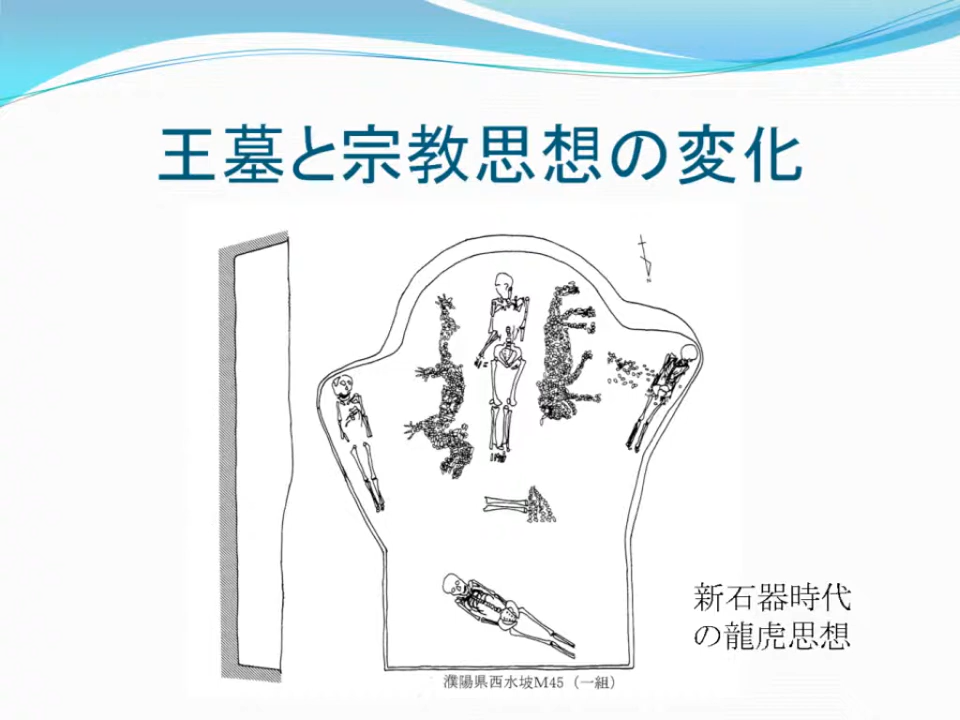 王墓と宗教思想の変化
新石器時代
の龍虎思想
濮陽県西水坡M45（一組）